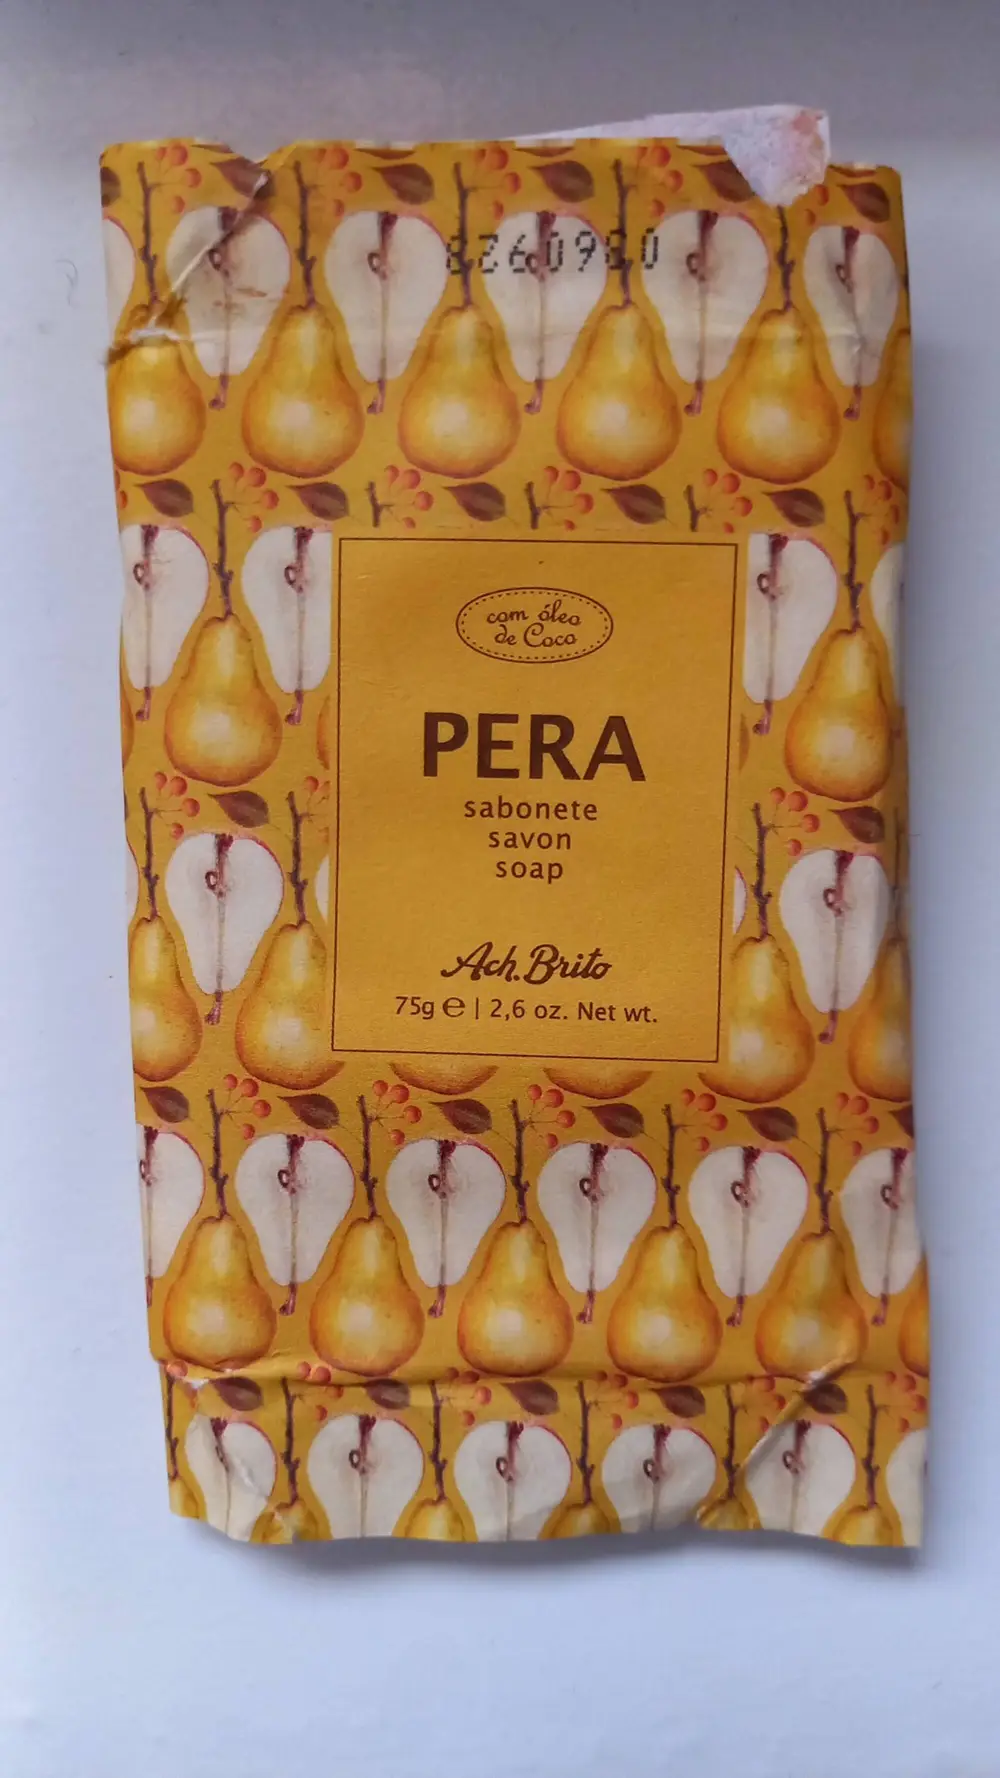 com óleo
de Coco
PERA
sabonete
savon
soap
Ach. Brito
75g ℮ | 2,6 oz. Net wt.